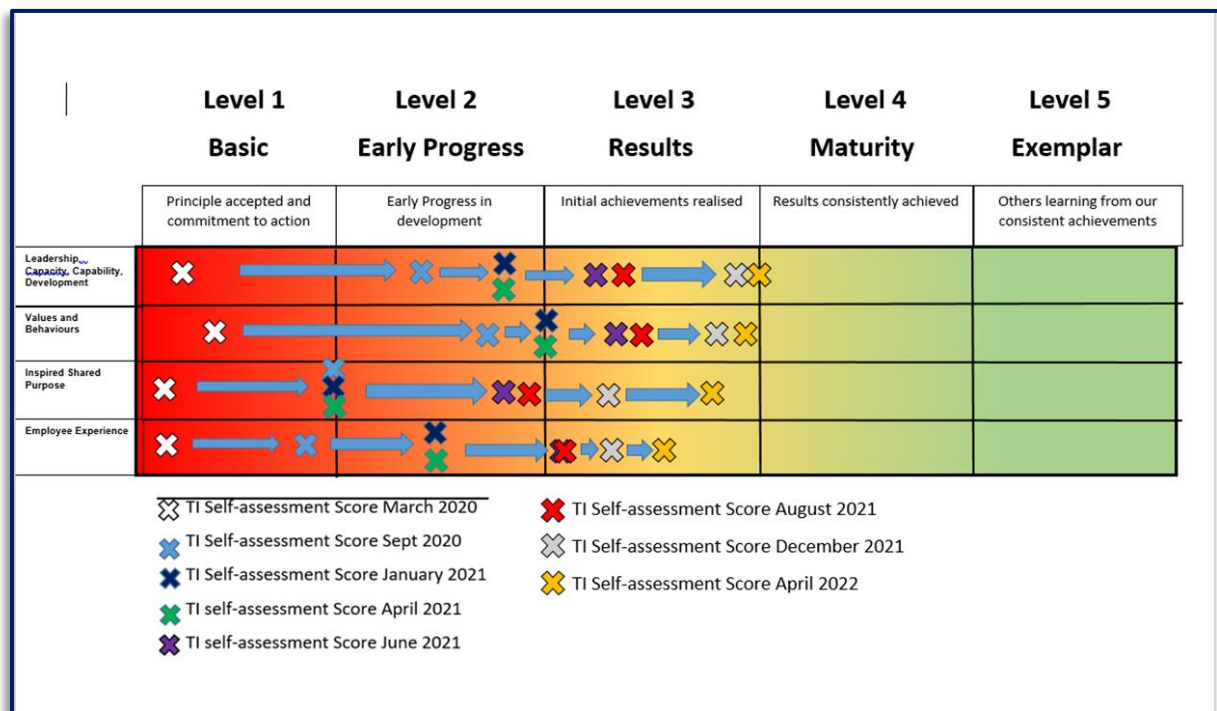 Level 1
Level 2
Level 3
Level 4
Level 5
Basic
Early Progress
Results
Maturity
Exemplar
Principle accepted and
commitment to action
Early Progress in
development
Initial achievements realised
Results consistently achieved
Others learning from our
consistent achievements
Leadership,
Capacity, Capability,
Development
Values and
Behaviours
Inspired Shared
Purpose
Employee Experience
TI Self-assessment Score March 2020
TI Self-assessment Score Sept 2020
TI Self-assessment Score January 2021
TI self-assessment Score April 2021
TI self-assessment Score June 2021
TI Self-assessment Score August 2021
TI Self-assessment Score December 2021
TI Self-assessment Score April 2022